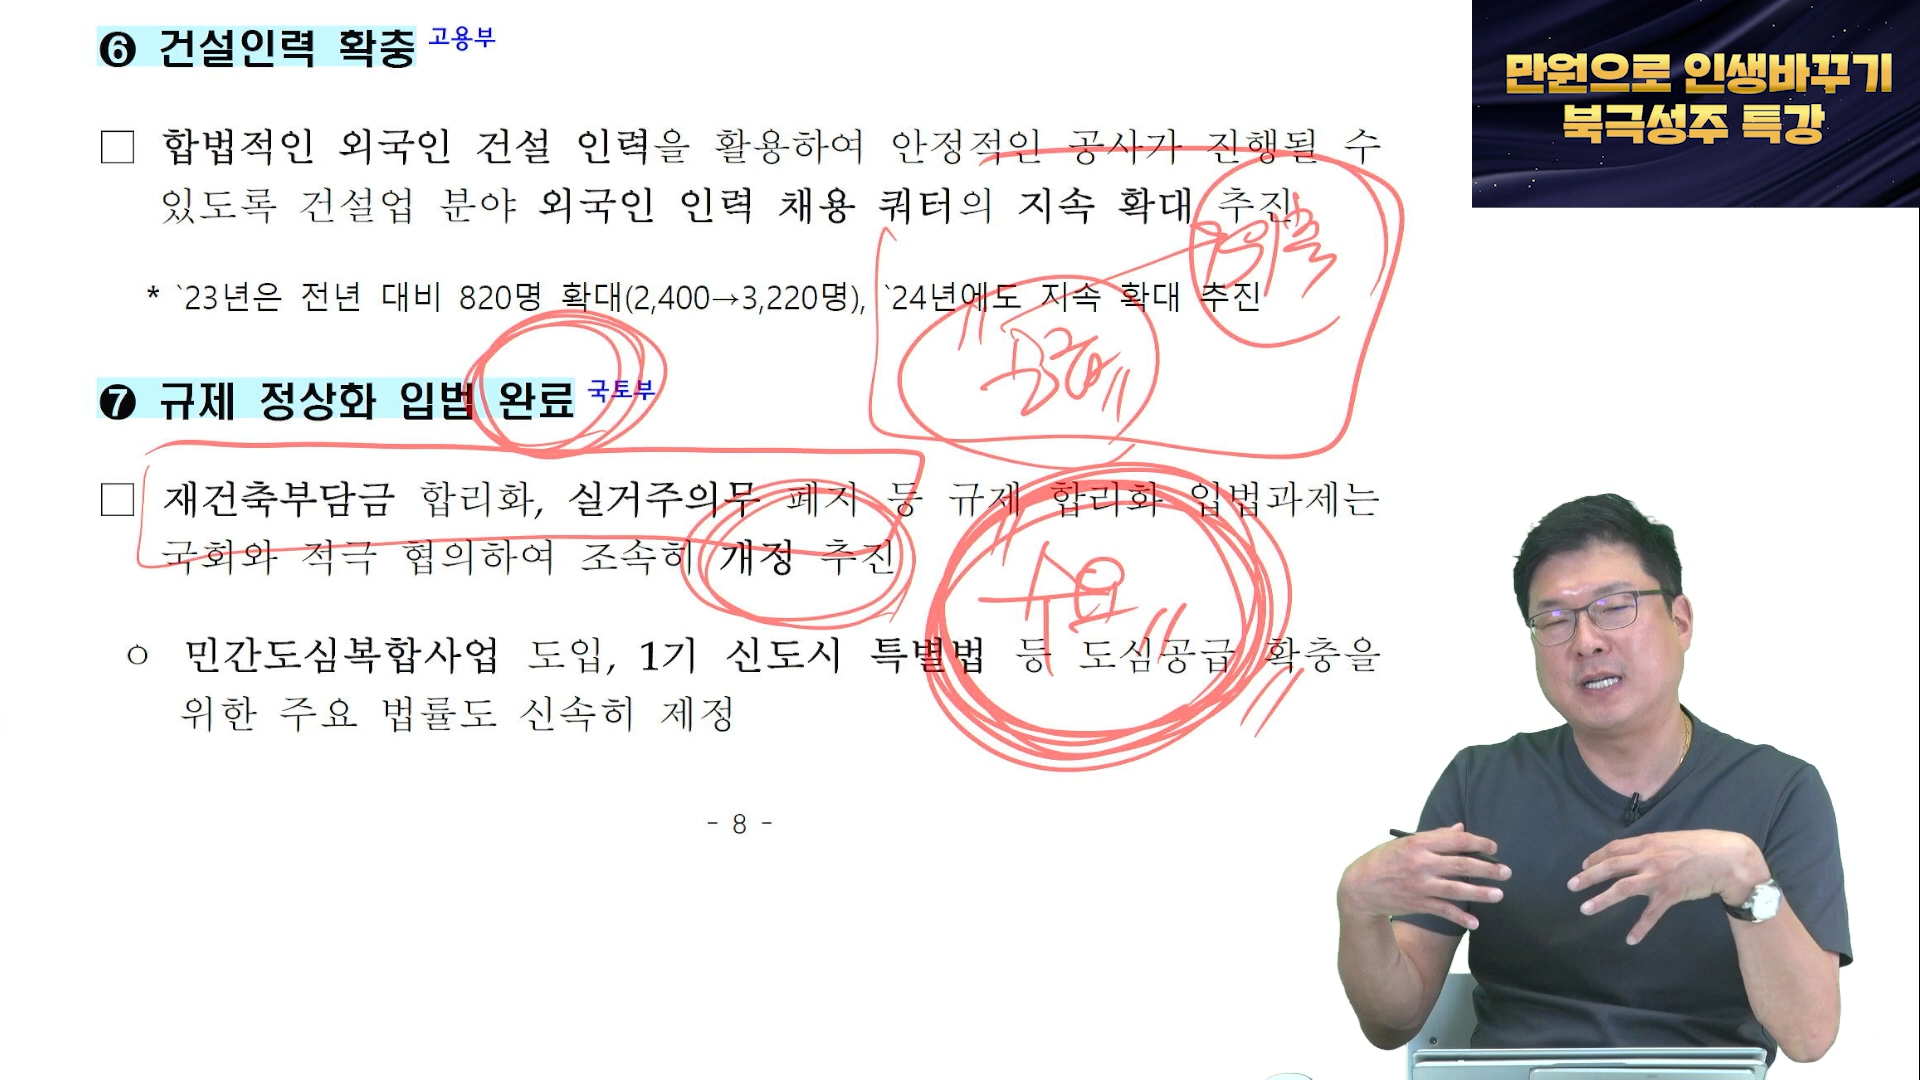 ❻ 건설인력 확충 고용부
만원으로 인생바꾸기
북극성주 특강
□ 합법적인 외국인 건설 인력을 활용하여 안정적인 공사가 진행될 수
있도록 건설업 분야 외국인 인력 채용 쿼터의 지속 확대 추진
* `23년은 전년 대비 820명 확대(2,400→3,220명), `24년에도 지속 확대 추진
공급
❼ 규제 정상화 입법 완료 국토부
□ 재건축부담금 합리화, 실거주의무 폐지 등 규제 합리화 입법과제는
국회와 적극 협의하여 조속히 개정 추진
수요
ㅇ 민간도심복합사업 도입, 1기 신도시 특별법 등 도심공급 확충을
위한 주요 법률도 신속히 제정
- 8 -